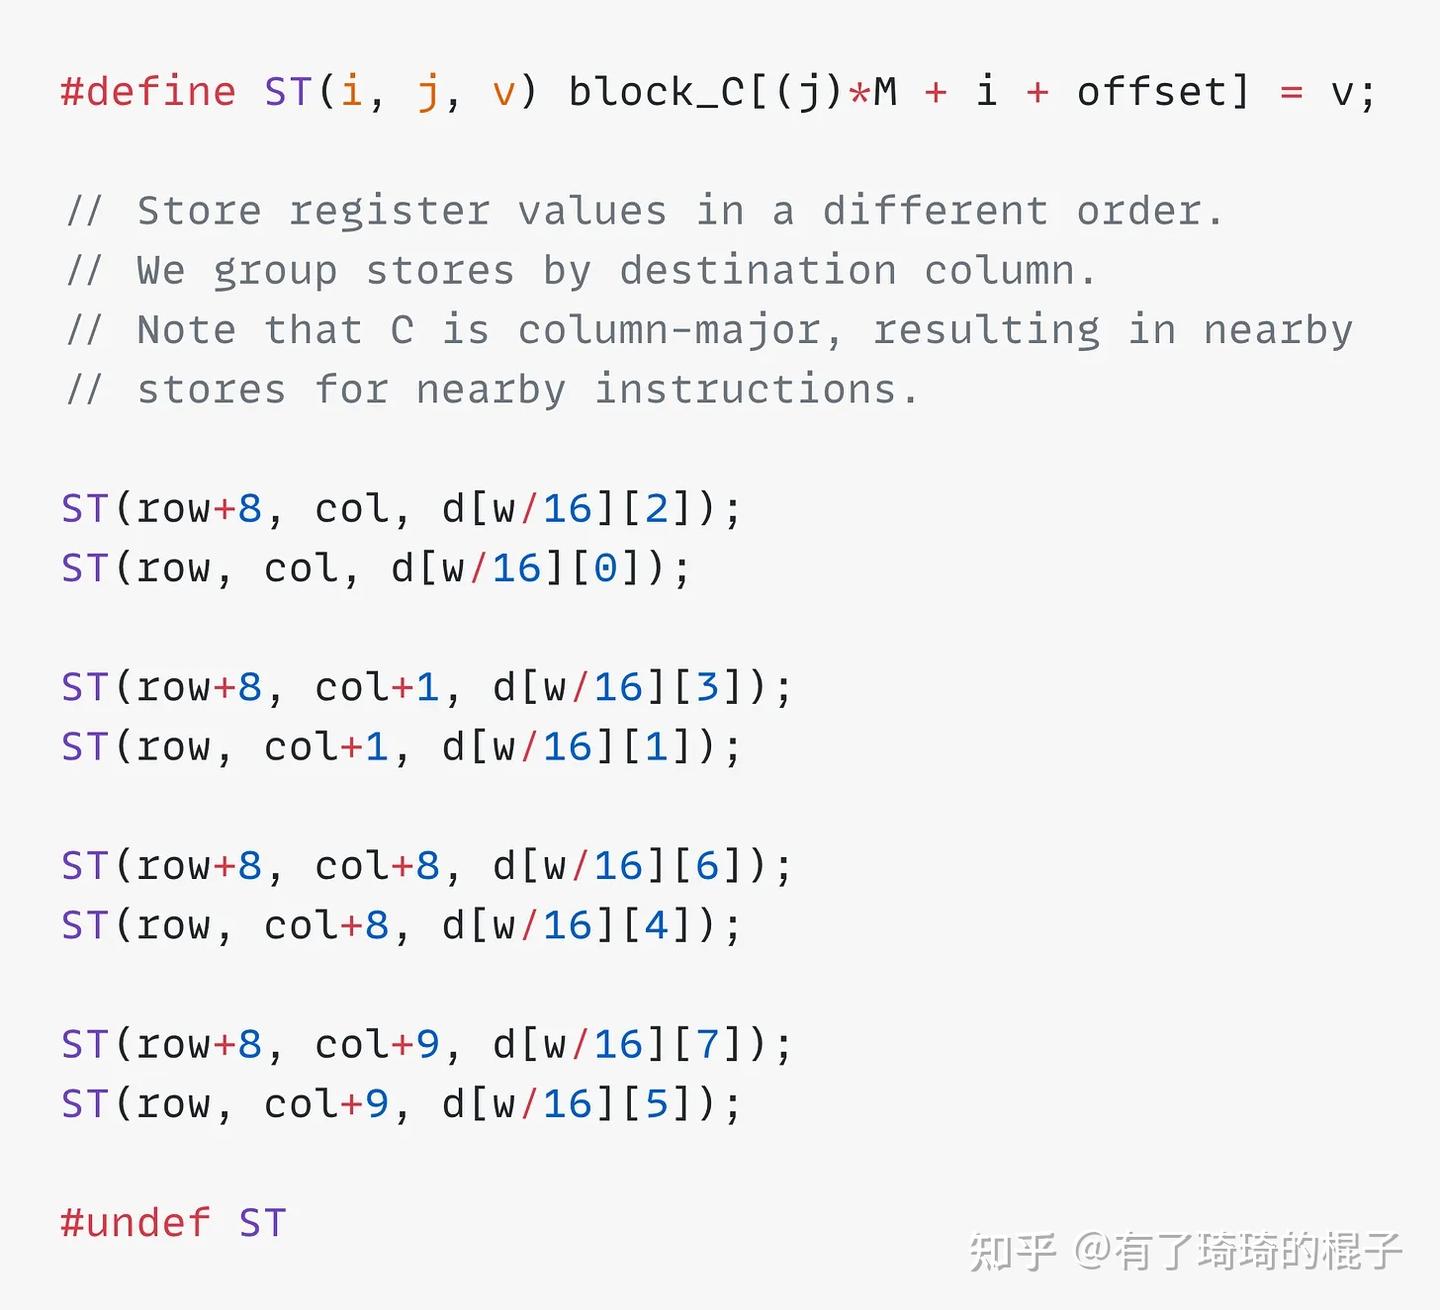 #define ST(i, j, v) block_C[(j)*M + i + offset] = v;
// Store register values in a different order.
// We group stores by destination column.
// Note that C is column-major, resulting in nearby
// stores for nearby instructions.
ST(row+8, col, d[w/16][2]);
ST(row, col, d[w/16][0]);
ST(row+8, col+1, d[w/16][3]);
ST(row, col+1, d[w/16][1]);
ST(row+8, col+8, d[w/16][6]);
ST(row, col+8, d[w/16][4]);
ST(row+8, col+9, d[w/16][7]);
ST(row, col+9, d[w/16][5]);
#undef ST
知乎 @有了琦琦的棍子